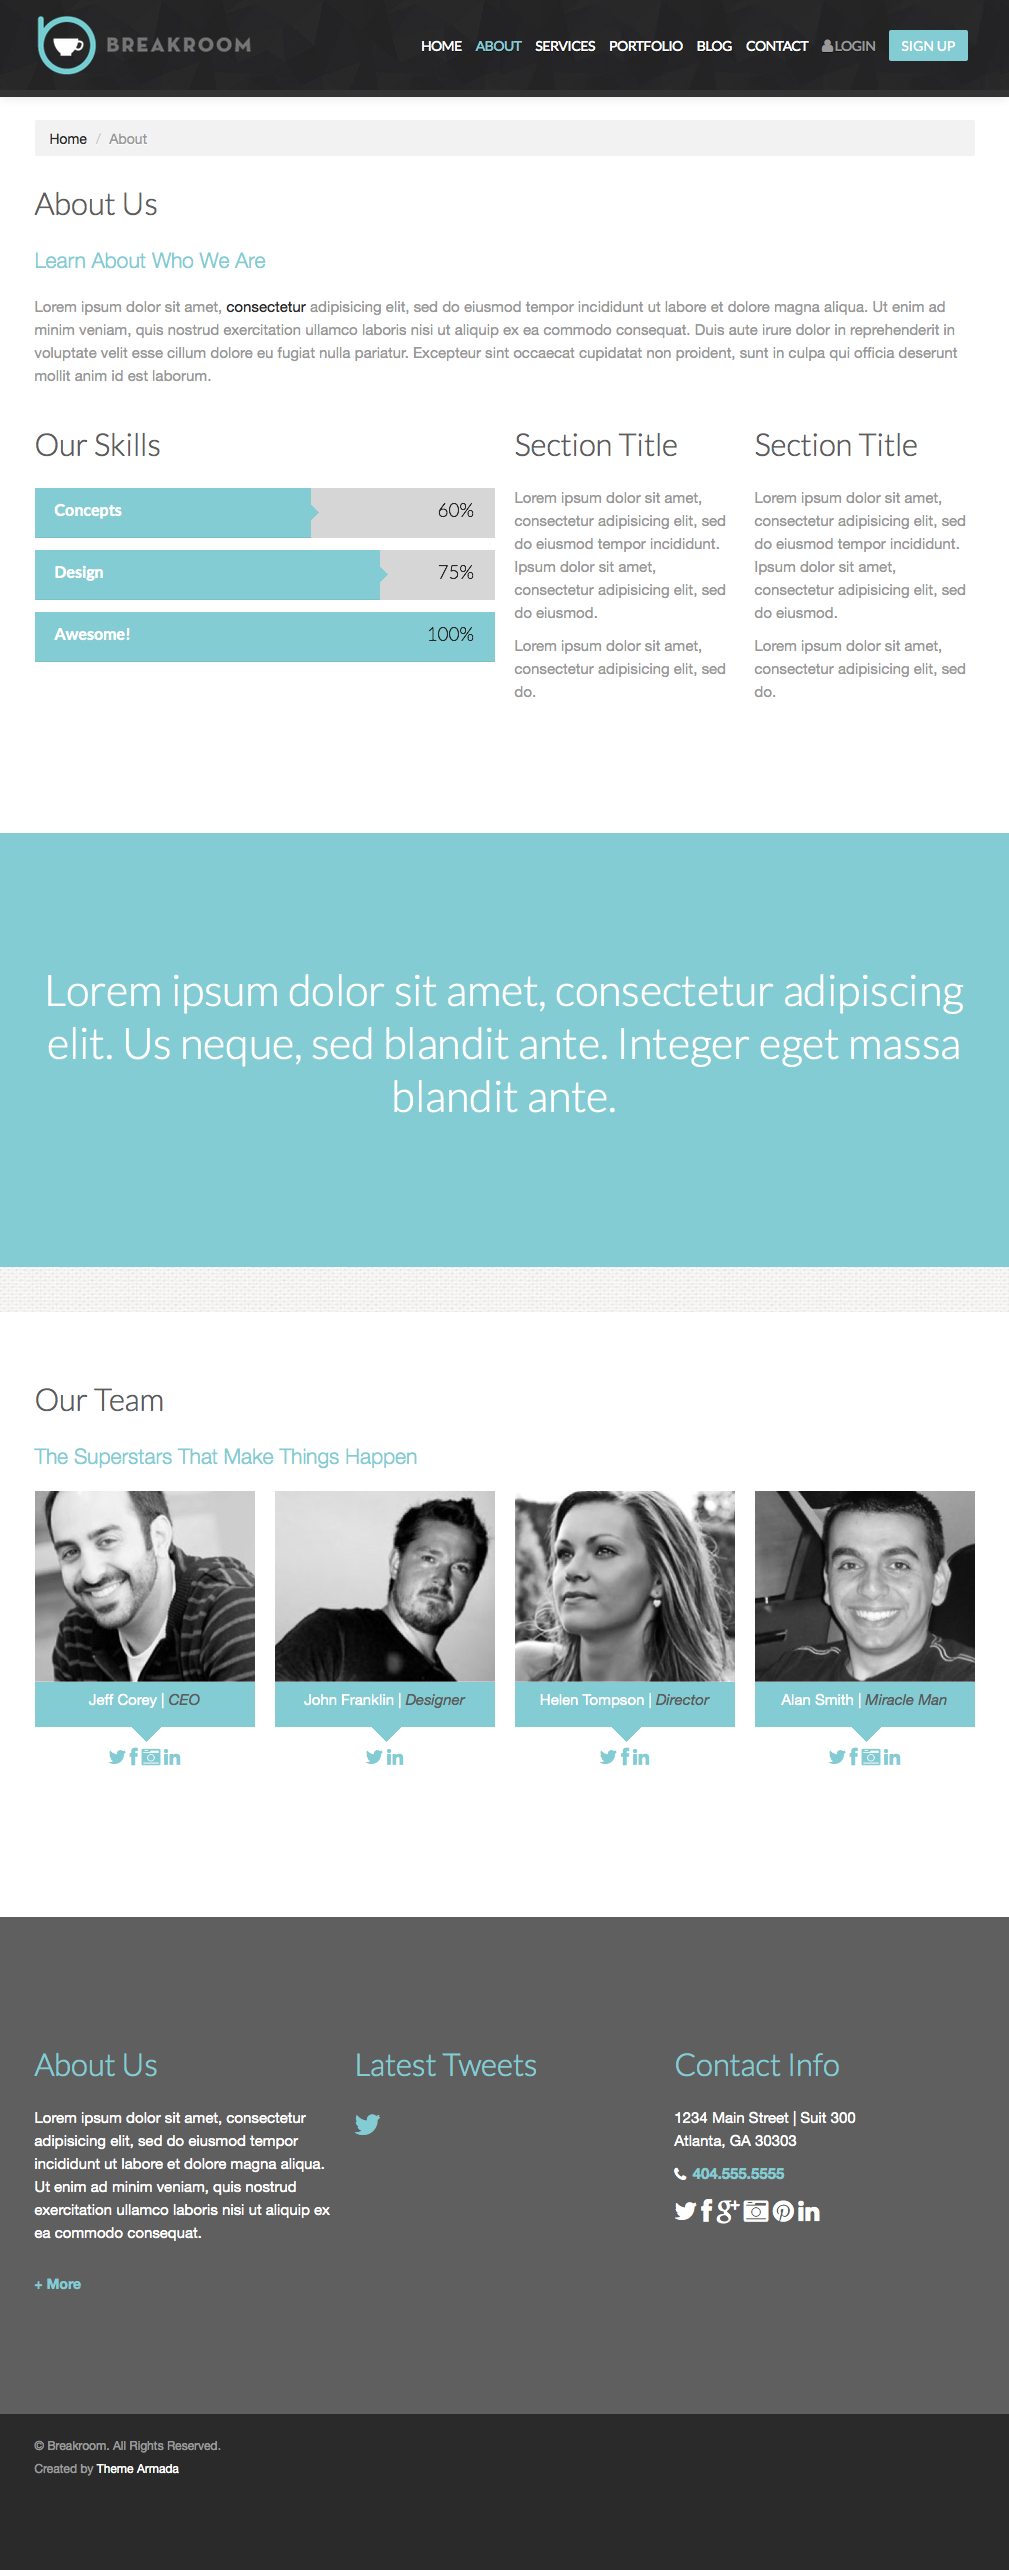 BREAKROOM
HOME ABOUT SERVICES PORTFOLIO BLOG CONTACT LOGIN SIGN UP
Home / About
About Us
Learn About Who We Are
Lorem ipsum dolor sit amet, consectetur adipisicing elit, sed do eiusmod tempor incididunt ut labore et dolore magna aliqua. Ut enim ad
minim veniam, quis nostrud exercitation ullamco laboris nisi ut aliquip ex ea commodo consequat. Duis aute irure dolor in reprehenderit in
voluptate velit esse cillum dolore eu fugiat nulla pariatur. Excepteur sint occaecat cupidatat non proident, sunt in culpa qui officia deserunt
mollit anim id est laborum.
Our Skills
Concepts 60%
Design 75%
Awesome! 100%
Section Title
Lorem ipsum dolor sit amet,
consectetur adipisicing elit, sed
do eiusmod tempor incididunt.
Ipsum dolor sit amet,
consectetur adipisicing elit, sed
do eiusmod.
Lorem ipsum dolor sit amet,
consectetur adipisicing elit, sed
do.
Section Title
Lorem ipsum dolor sit amet,
consectetur adipisicing elit, sed
do eiusmod tempor incididunt.
Ipsum dolor sit amet,
consectetur adipisicing elit, sed
do eiusmod.
Lorem ipsum dolor sit amet,
consectetur adipisicing elit, sed
do.
Lorem ipsum dolor sit amet, consectetur adipiscing
elit. Us neque, sed blandit ante. Integer eget massa
blandit ante.
Our Team
The Superstars That Make Things Happen
Jeff Corey | CEO
John Franklin | Designer
Helen Tompson | Director
Alan Smith | Miracle Man
About Us
Lorem ipsum dolor sit amet, consectetur
adipisicing elit, sed do eiusmod tempor
incididunt ut labore et dolore magna aliqua.
Ut enim ad minim veniam, quis nostrud
exercitation ullamco laboris nisi ut aliquip ex
ea commodo consequat.
+ More
Latest Tweets
Contact Info
1234 Main Street | Suit 300
Atlanta, GA 30303
404.555.5555
© Breakroom. All Rights Reserved.
Created by Theme Armada